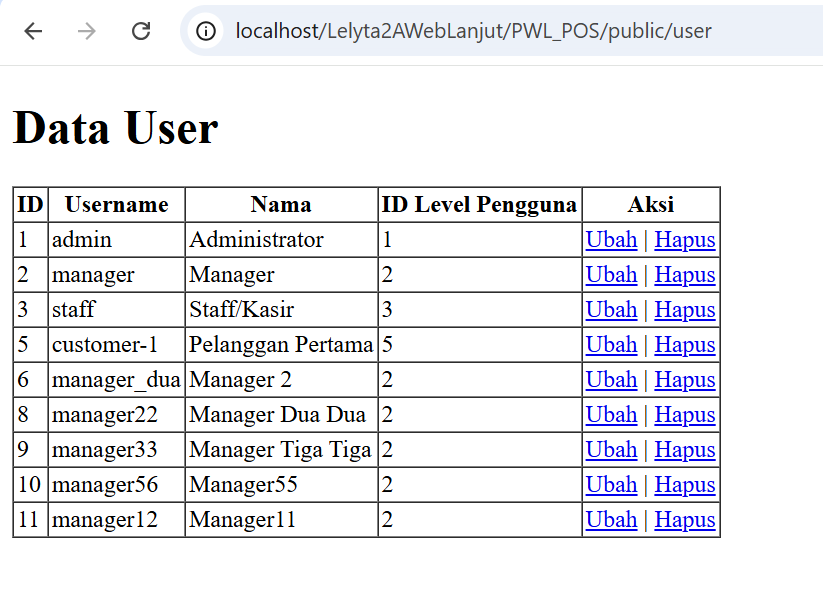 localhost/Lelyta2AWebLanjut/PWL_POS/public/user
Data User
ID Username Nama ID Level Pengguna Aksi
1 admin Administrator 1 Ubah | Hapus
2 manager Manager 2 Ubah | Hapus
3 staff Staff/Kasir 3 Ubah | Hapus
5 customer-1 Pelanggan Pertama 5 Ubah | Hapus
6 manager_dua Manager 2 2 Ubah | Hapus
8 manager22 Manager Dua Dua 2 Ubah | Hapus
9 manager33 Manager Tiga Tiga 2 Ubah | Hapus
10 manager56 Manager55 2 Ubah | Hapus
11 manager12 Manager11 2 Ubah | Hapus